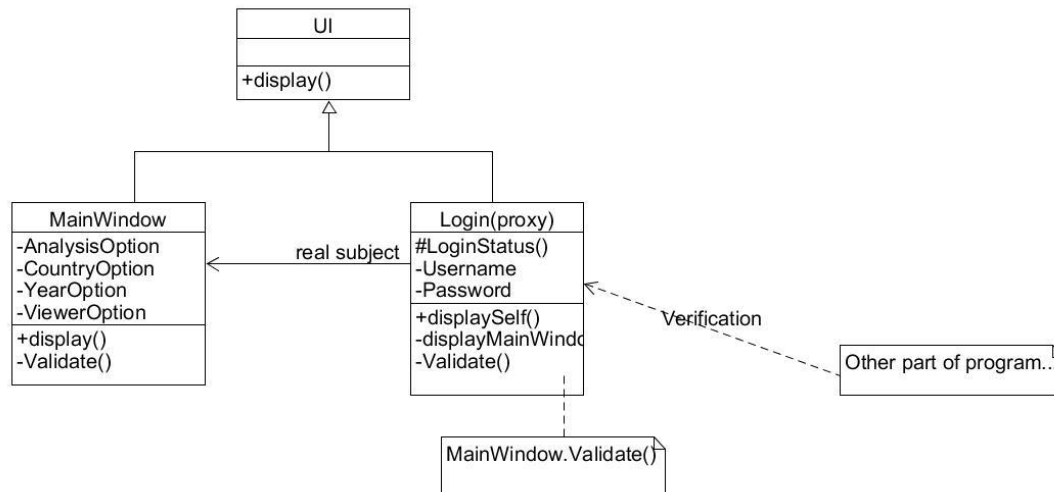 UI
+display()
MainWindow
-AnalysisOption
-CountryOption
-YearOption
-ViewerOption
+display()
-Validate()
real subject
Login(proxy)
#LoginStatus()
-Username
-Password
+displaySelf()
-displayMainWindo
-Validate()
Verification
Other part of program...
MainWindow.Validate()